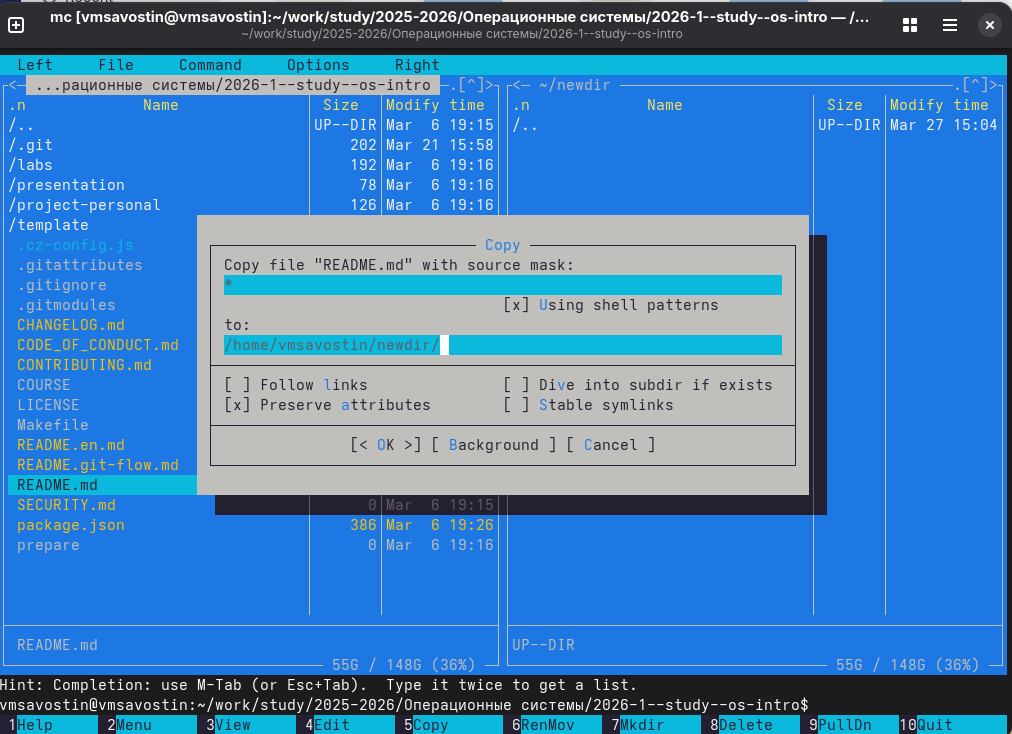 mc [vmsavostin@vmsavostin]:~/work/study/2025-2026/Операционные системы/2026-1--study--os-intro — /...
~/work/study/2025-2026/Операционные системы/2026-1--study--os-intro
Left File Command Options Right
<— ...рационные системы/2026-1--study--os-intro —.[^]>
<— ~/newdir —.[^]>
.n Name Size Modify time .n Name Size Modify time
/.. UP--DIR Mar 6 19:15 /.. UP--DIR Mar 27 15:04
/.git 202 Mar 21 15:58
/labs 192 Mar 6 19:16
/presentation 78 Mar 6 19:16
/project-personal 126 Mar 6 19:16
/template
.cz-config.js
.gitattributes
.gitignore
.gitmodules
CHANGELOG.md
CODE_OF_CONDUCT.md
CONTRIBUTING.md
COURSE
LICENSE
Makefile
README.en.md
README.git-flow.md
README.md
SECURITY.md 0 Mar 6 19:15
package.json 386 Mar 6 19:26
prepare 0 Mar 6 19:16
Copy
Copy file "README.md" with source mask:
*
[x] Using shell patterns
to:
/home/vmsavostin/newdir/
[ ] Follow links [ ] Dive into subdir if exists
[x] Preserve attributes [ ] Stable symlinks
[< OK >] [ Background ] [ Cancel ]
README.md UP--DIR
55G / 148G (36%) 55G / 148G (36%)
Hint: Completion: use M-Tab (or Esc+Tab). Type it twice to get a list.
vmsavostin@vmsavostin:~/work/study/2025-2026/Операционные системы/2026-1--study--os-intro$
1Help 2Menu 3View 4Edit 5Copy 6RenMov 7Mkdir 8Delete 9PullDn 10Quit